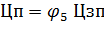 Цп = φ₅ Цзп